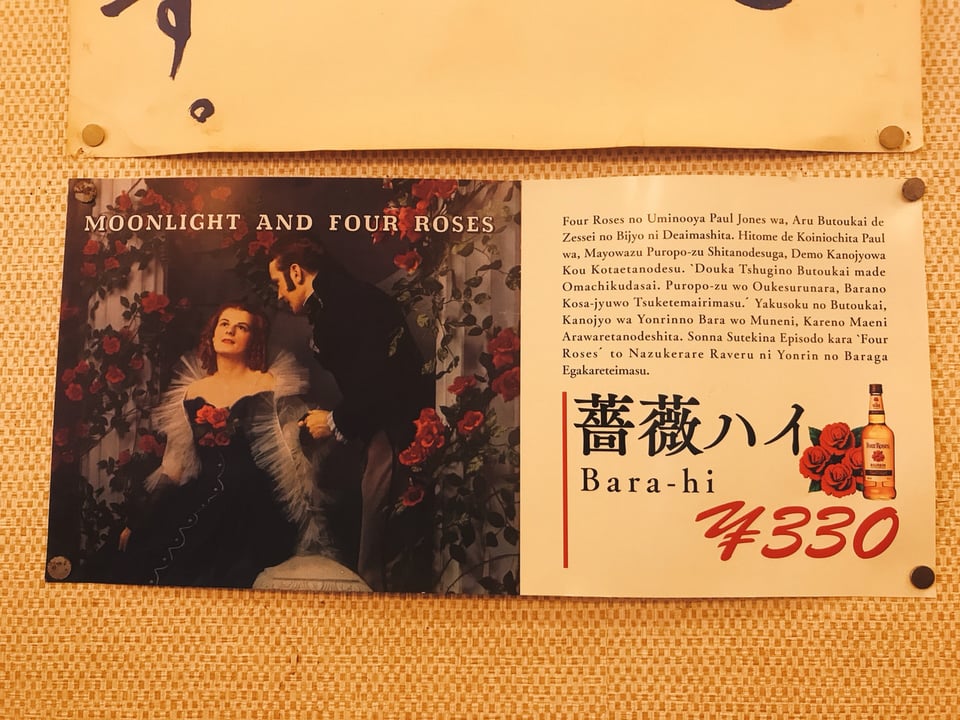 す。
MOONLIGHT AND FOUR ROSES
Four Roses no Uminooya Paul Jones wa, Aru Butoukai de
Zessei no Bijyo ni Deaimashita. Hitome de Koiniochita Paul
wa, Mayowazu Puropo-zu Shitanodesuga, Demo Kanojyowa
Kou Kotaetanodesu. `Douka Tshugino Butoukai made
Omachikudasai. Puropo-zu wo Oukesurunara, Barano
Kosa-jyuwo Tsuketemairimasu.´ Yakusoku no Butoukai,
Kanojyo wa Yonrinno Bara wo Muneni, Kareno Maeni
Arawaretanodeshita. Sonna Sutekina Episodo kara `Four
Roses´ to Nazukerare Raveru ni Yonrin no Baraga
Egakareteimasu.
薔薇ハイ
Bara-hi
Four Roses
BOURBON
¥330